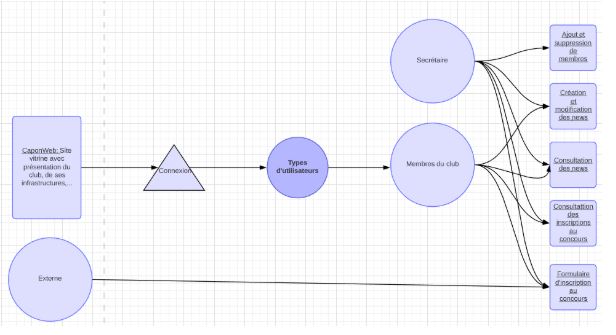 Secrétaire
Ajout et
suppression
de
membros
Création
et
modification
des news
CaponWeb: Site
vitrine avec
présentation du
club, de ses
infrastructures,...
Connexion
Types
d'utilisateurs
Membres du club
Consultation
des news
Consultattion
des
inscriptions
au
concours
Externe
Formulaire
d'inscription
au
concours